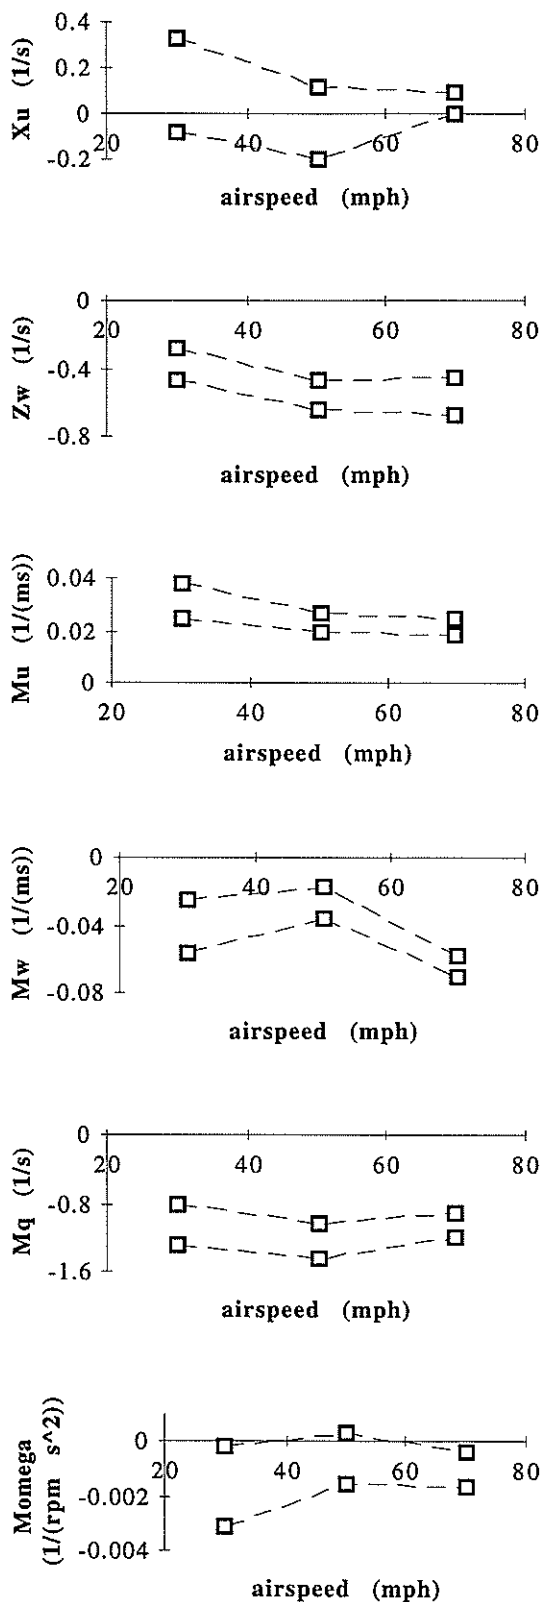 0.4
0.2
0
-0.2
Xu (1/s)
20 40 60 80
airspeed (mph)
0
-0.4
-0.8
Zw (1/s)
20 40 60 80
airspeed (mph)
0.04
0.02
0
Mu (1/(ms))
20 40 60 80
airspeed (mph)
0
-0.04
-0.08
Mw (1/(ms))
20 40 60 80
airspeed (mph)
0
-0.8
-1.6
Mq (1/s)
20 40 60 80
airspeed (mph)
0
-0.002
-0.004
Momega
(1/(rpm s^2))
20 40 60 80
airspeed (mph)